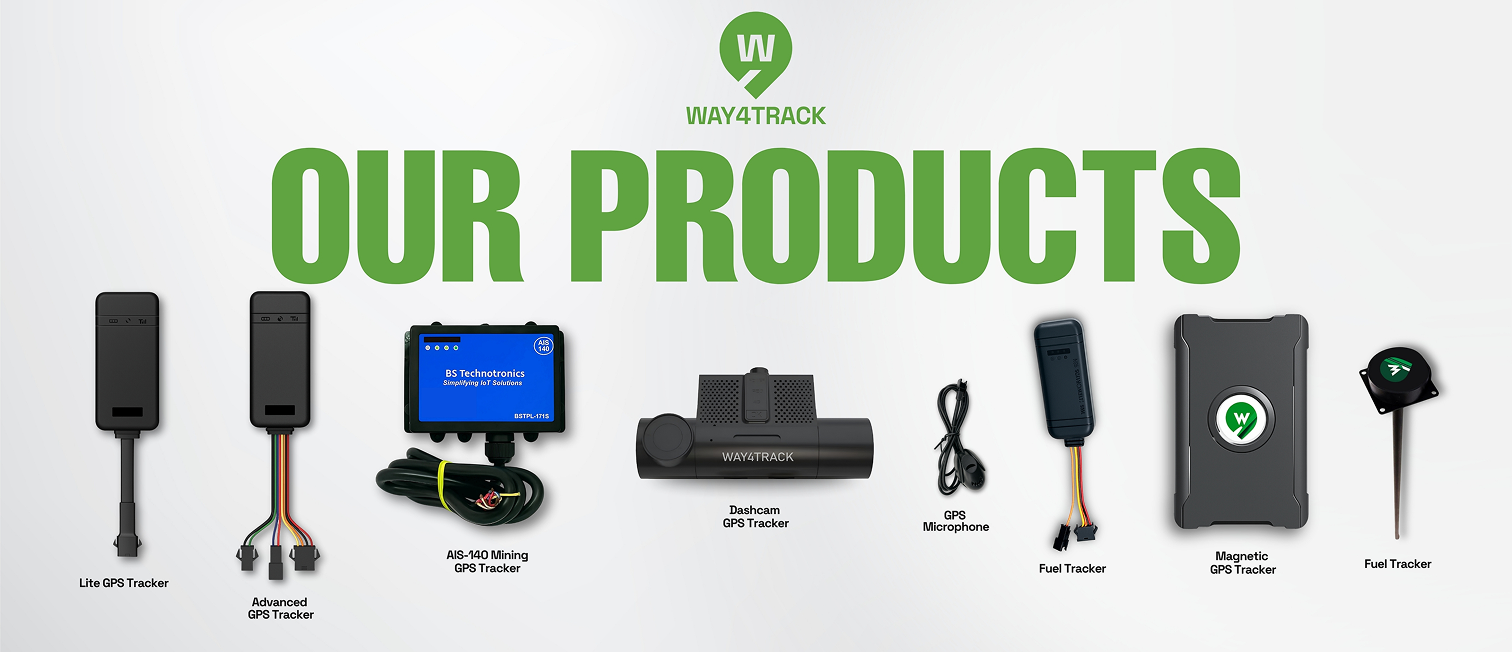 W
WAY4TRACK
OUR PRODUCTS
AIS
140
BS Technotronics
Simplifying IoT Solutions
BSTPL-171S
WAY4TRACK
W
Lite GPS Tracker
Advanced
GPS Tracker
AIS-140 Mining
GPS Tracker
Dashcam
GPS Tracker
GPS
Microphone
Fuel Tracker
Magnetic
GPS Tracker
Fuel Tracker